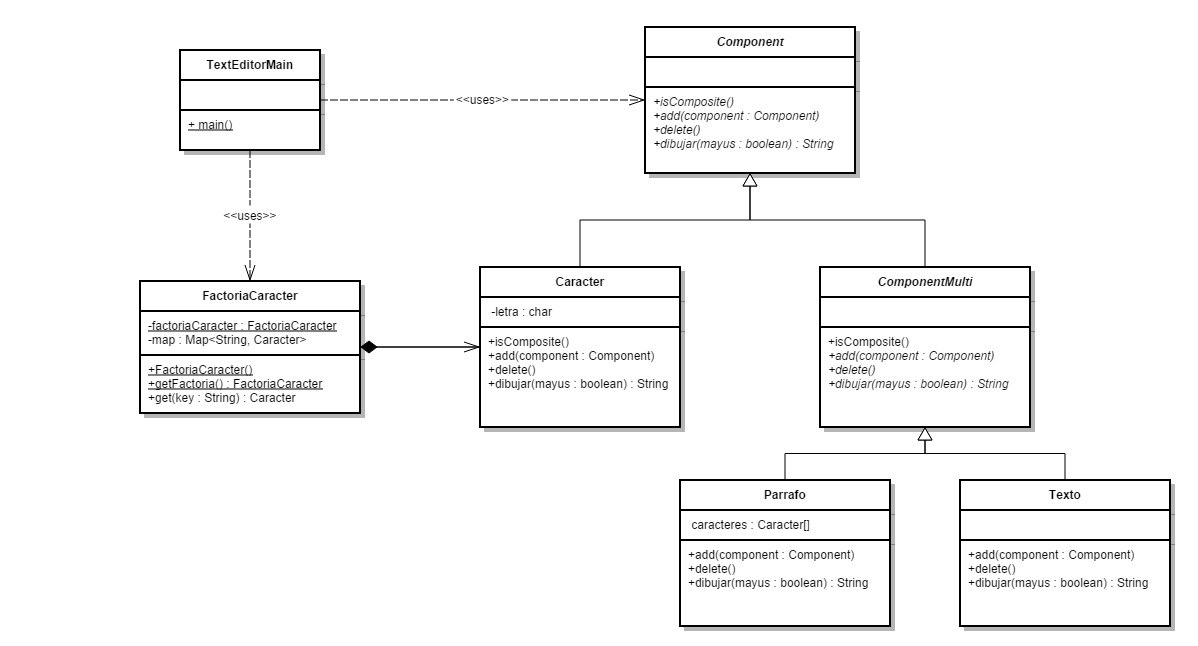 TextEditorMain
+ main()
<<uses>>
Component
+isComposite()
+add(component : Component)
+delete()
+dibujar(mayus : boolean) : String
<<uses>>
FactoriaCaracter
-factoriaCaracter : FactoriaCaracter
-map : Map<String, Caracter>
+FactoriaCaracter()
+getFactoria() : FactoriaCaracter
+get(key : String) : Caracter
Caracter
-letra : char
+isComposite()
+add(component : Component)
+delete()
+dibujar(mayus : boolean) : String
ComponentMulti
+isComposite()
+add(component : Component)
+delete()
+dibujar(mayus : boolean) : String
Parrafo
caracteres : Caracter[]
+add(component : Component)
+delete()
+dibujar(mayus : boolean) : String
Texto
+add(component : Component)
+delete()
+dibujar(mayus : boolean) : String